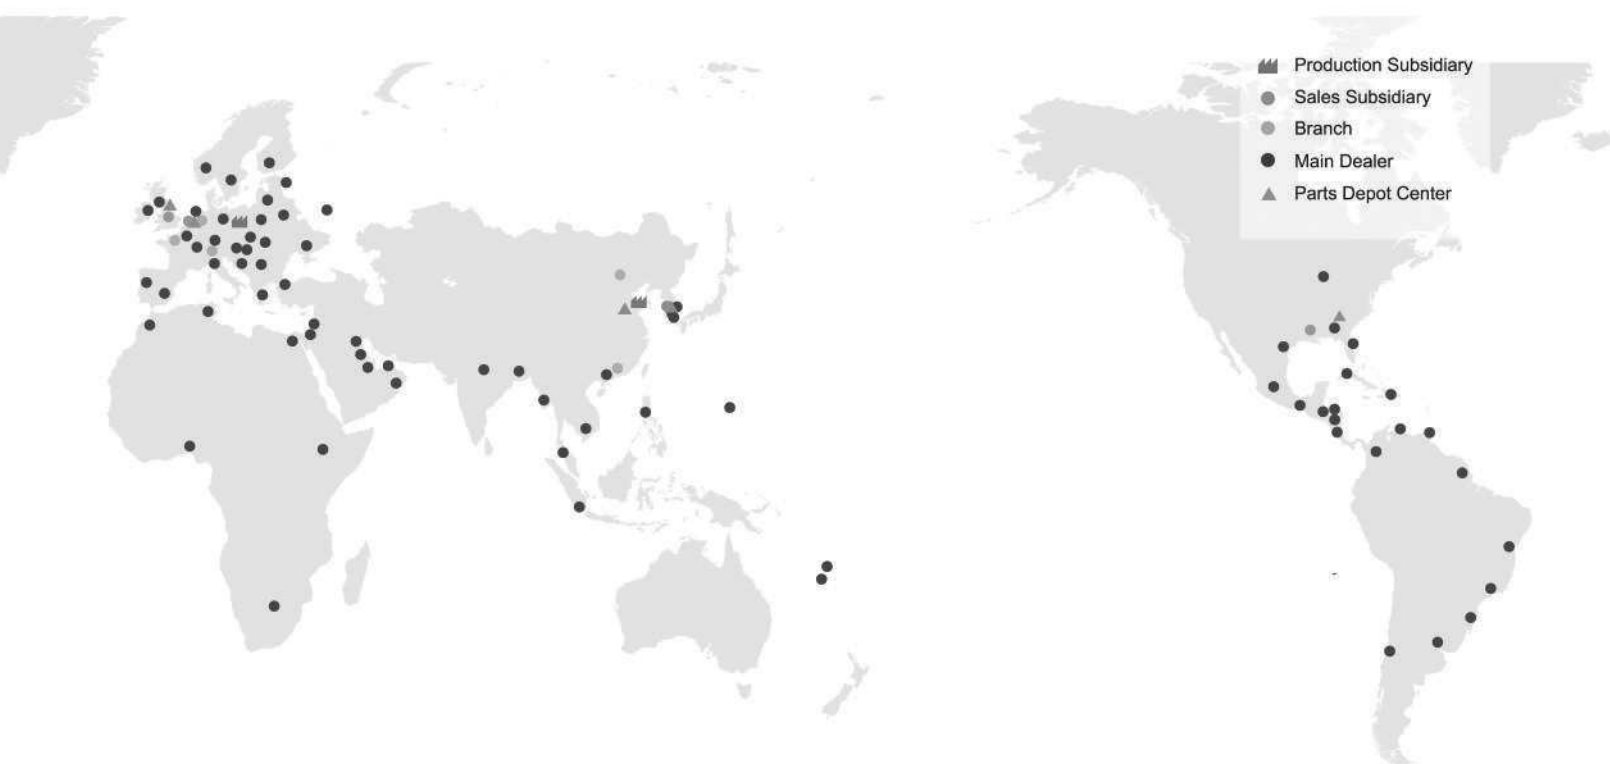 Production Subsidiary
Sales Subsidiary
Branch
Main Dealer
Parts Depot Center